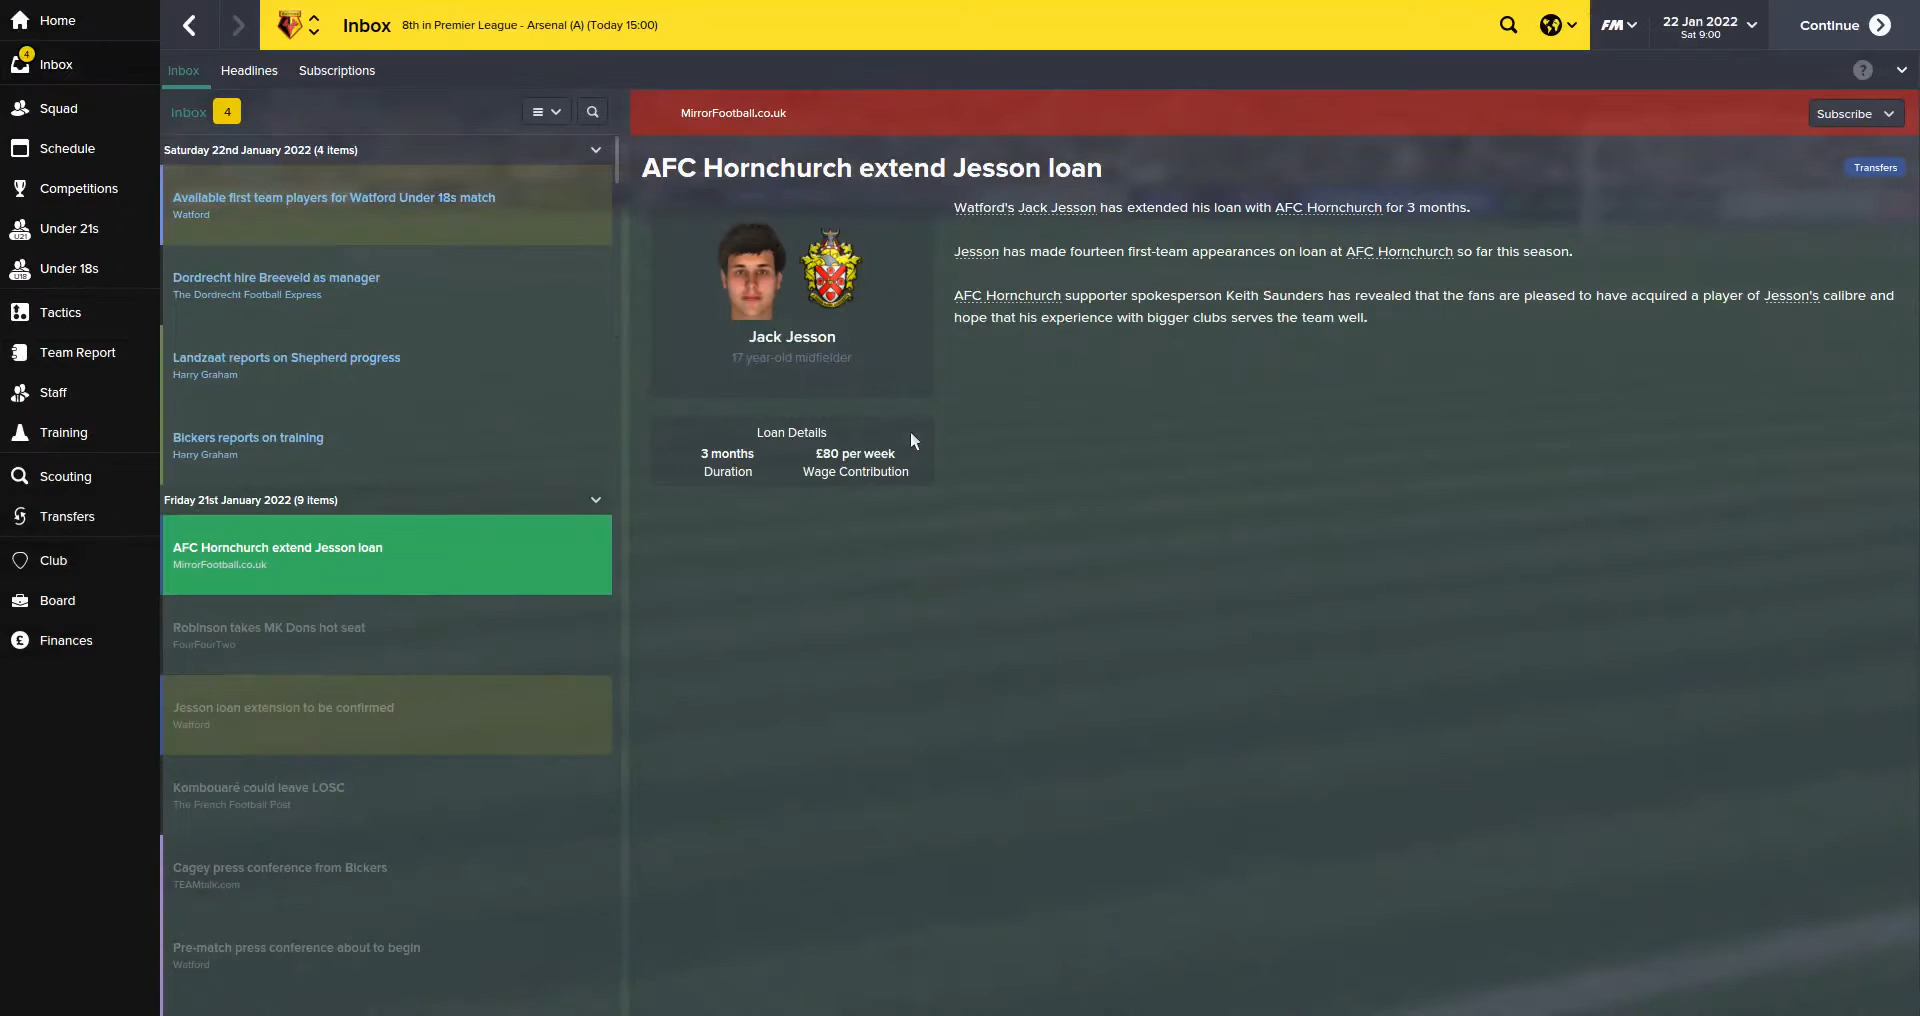 Home
4
Inbox
Squad
Schedule
Competitions
U21
Under 21s
U18
Under 18s
Tactics
Team Report
Staff
Training
Scouting
Transfers
Club
Board
£
Finances
Inbox
8th in Premier League - Arsenal (A) (Today 15:00)
FM
22 Jan 2022
Sat 9:00
Continue
Inbox
Headlines
Subscriptions
?
Inbox
4
Saturday 22nd January 2022 (4 items)
Available first team players for Watford Under 18s match
Watford
Dordrecht hire Breeveld as manager
The Dordrecht Football Express
Landzaat reports on Shepherd progress
Harry Graham
Bickers reports on training
Harry Graham
Friday 21st January 2022 (9 items)
AFC Hornchurch extend Jesson loan
MirrorFootball.co.uk
Robinson takes MK Dons hot seat
FourFourTwo
Jesson loan extension to be confirmed
Watford
Kombouaré could leave LOSC
The French Football Post
Cagey press conference from Bickers
TEAMtalk.com
Pre-match press conference about to begin
Watford
MirrorFootball.co.uk
Subscribe
AFC Hornchurch extend Jesson loan
Transfers
Jack Jesson
17 year-old midfielder
Loan Details
3 months
£80 per week
Duration
Wage Contribution
Watford's Jack Jesson has extended his loan with AFC Hornchurch for 3 months.
Jesson has made fourteen first-team appearances on loan at AFC Hornchurch so far this season.
AFC Hornchurch supporter spokesperson Keith Saunders has revealed that the fans are pleased to have acquired a player of Jesson's calibre and
hope that his experience with bigger clubs serves the team well.